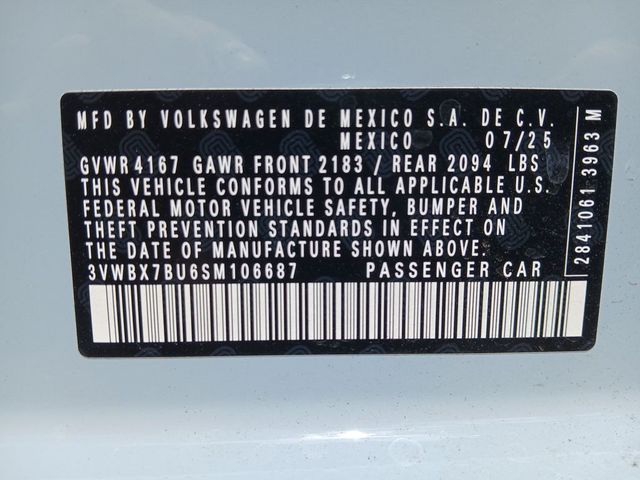 MFD BY VOLKSWAGEN DE MEXICO S.A. DE C.V.
MEXICO 07/25
GVWR 4167 GAWR FRONT 2183 / REAR 2094 LBS
THIS VEHICLE CONFORMS TO ALL APPLICABLE U.S.
FEDERAL MOTOR VEHICLE SAFETY, BUMPER AND
THEFT PREVENTION STANDARDS IN EFFECT ON
THE DATE OF MANUFACTURE SHOWN ABOVE.
3VWBX7BU6SM106687 PASSENGER CAR
2841061 3963 M